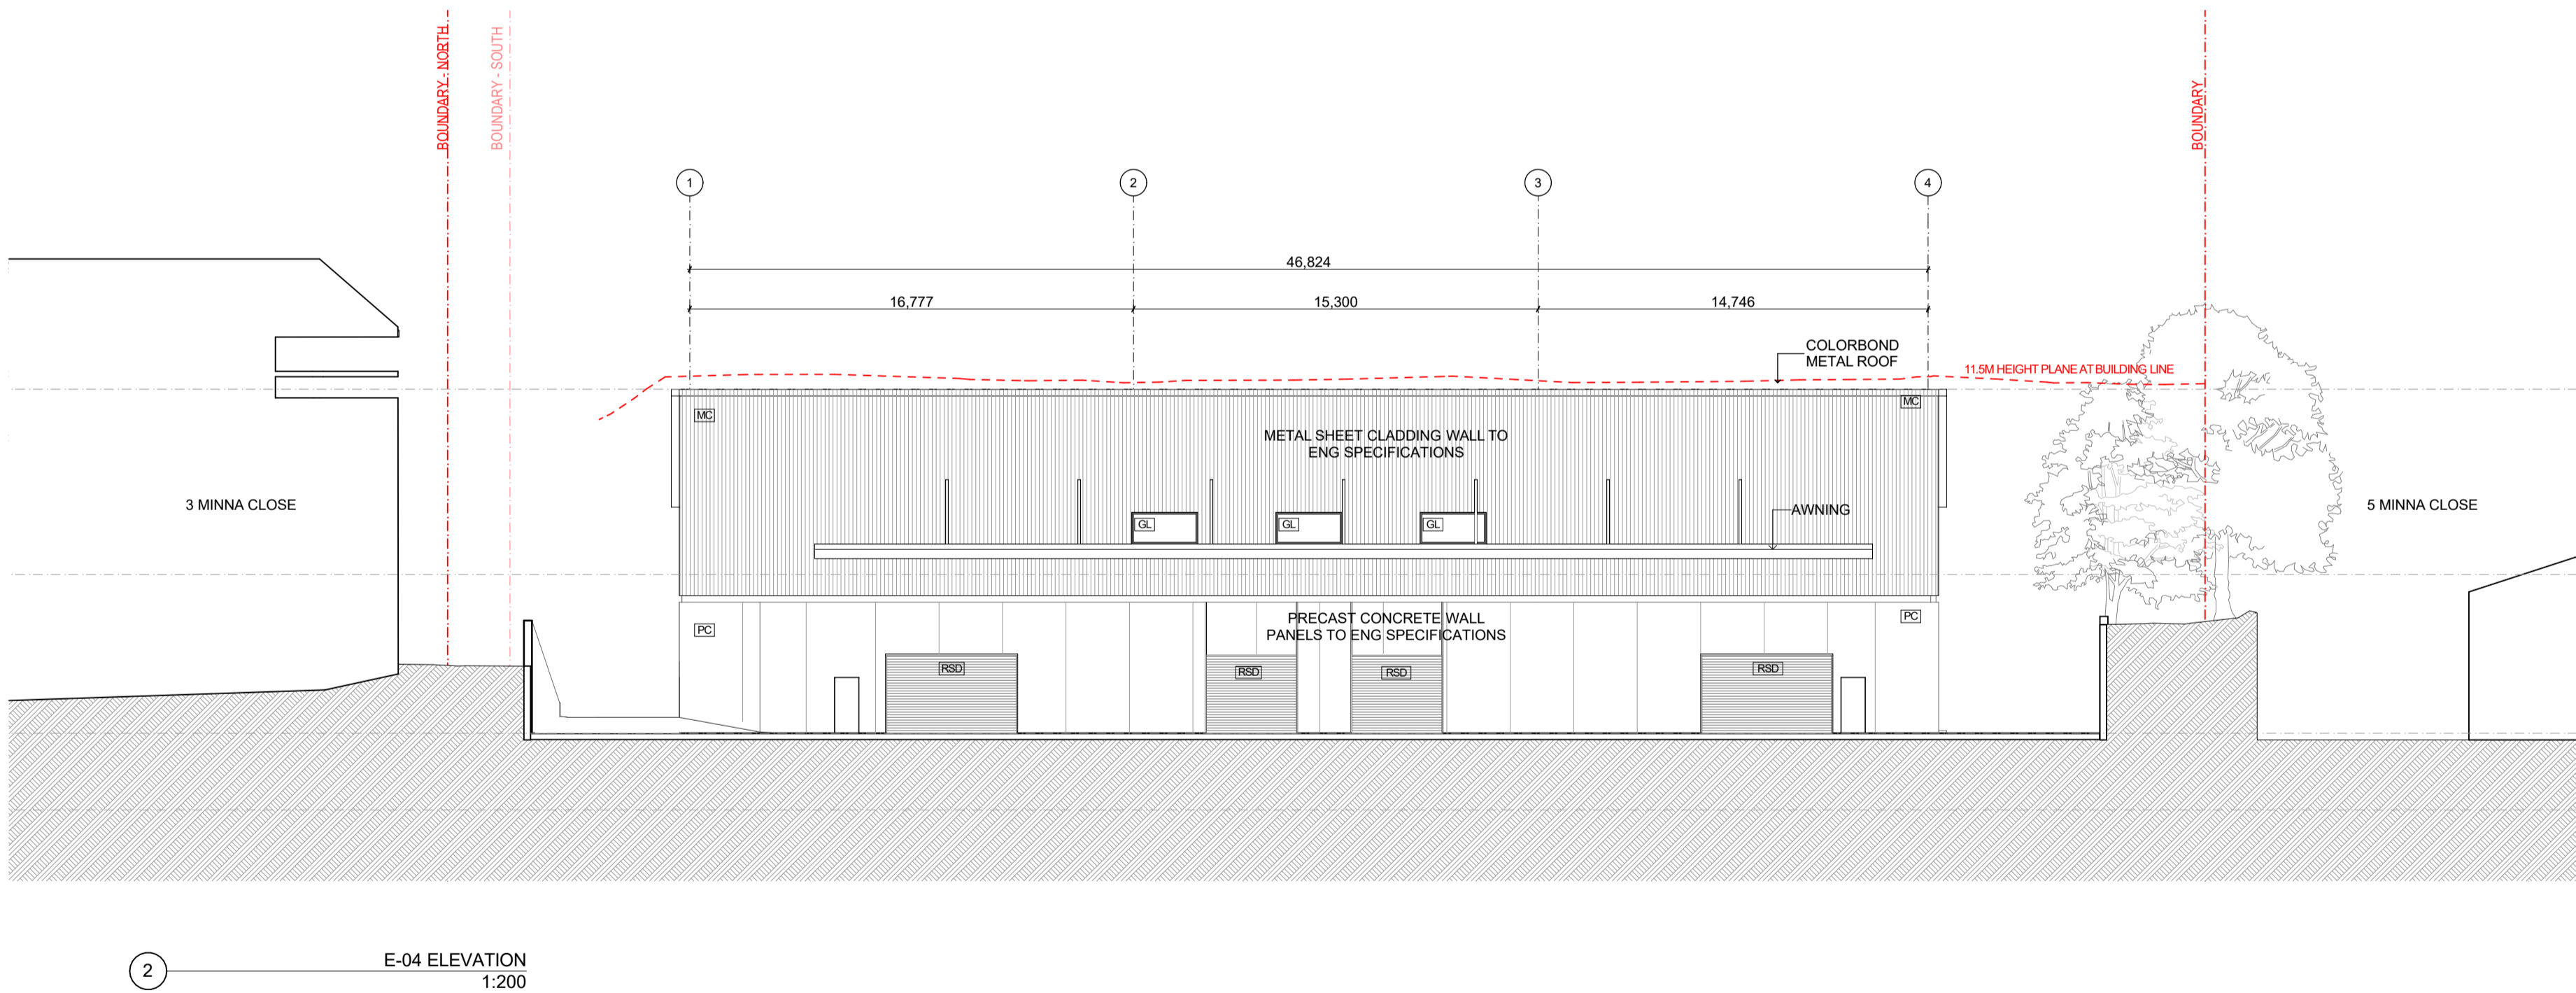 BOUNDARY - NORTH
BOUNDARY - SOUTH
BOUNDARY
1
2
3
4
46,824
16,777
15,300
14,746
COLORBOND
METAL ROOF
11.5M HEIGHT PLANE AT BUILDING LINE
MC
MC
METAL SHEET CLADDING WALL TO
ENG SPECIFICATIONS
3 MINNA CLOSE
AWNING
5 MINNA CLOSE
GL
GL
GL
PRECAST CONCRETE WALL
PANELS TO ENG SPECIFICATIONS
PC
PC
RSD
RSD
RSD
RSD
2
E-04 ELEVATION
1:200